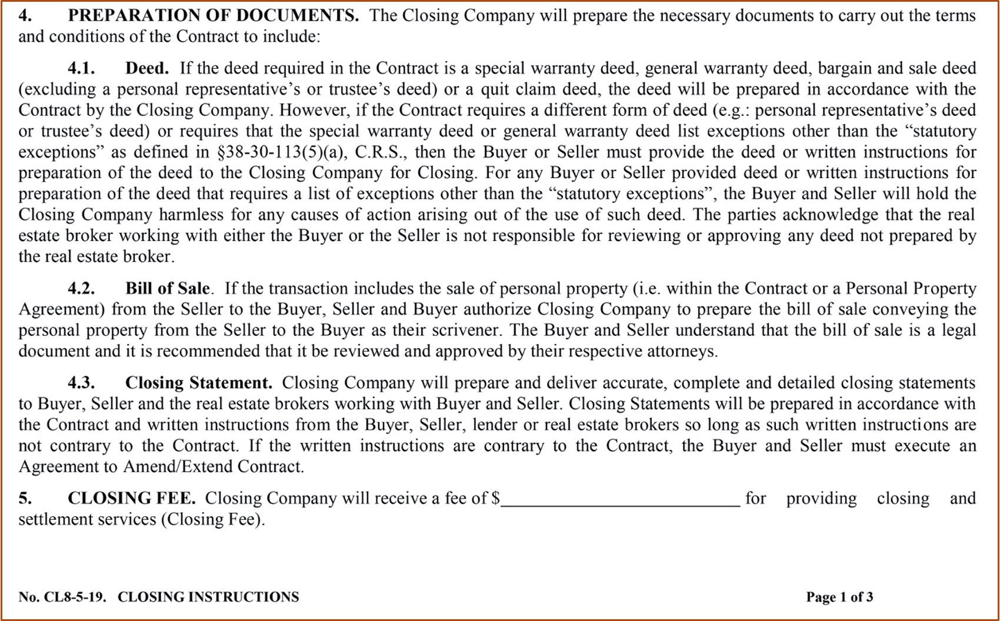 4. PREPARATION OF DOCUMENTS. The Closing Company will prepare the necessary documents to carry out the terms
and conditions of the Contract to include:
4.1. Deed. If the deed required in the Contract is a special warranty deed, general warranty deed, bargain and sale deed
(excluding a personal representative’s or trustee’s deed) or a quit claim deed, the deed will be prepared in accordance with the
Contract by the Closing Company. However, if the Contract requires a different form of deed (e.g.: personal representative’s deed
or trustee’s deed) or requires that the special warranty deed or general warranty deed list exceptions other than the “statutory
exceptions” as defined in §38-30-113(5)(a), C.R.S., then the Buyer or Seller must provide the deed or written instructions for
preparation of the deed to the Closing Company for Closing. For any Buyer or Seller provided deed or written instructions for
preparation of the deed that requires a list of exceptions other than the “statutory exceptions”, the Buyer and Seller will hold the
Closing Company harmless for any causes of action arising out of the use of such deed. The parties acknowledge that the real
estate broker working with either the Buyer or the Seller is not responsible for reviewing or approving any deed not prepared by
the real estate broker.
4.2. Bill of Sale. If the transaction includes the sale of personal property (i.e. within the Contract or a Personal Property
Agreement) from the Seller to the Buyer, Seller and Buyer authorize Closing Company to prepare the bill of sale conveying the
personal property from the Seller to the Buyer as their scrivener. The Buyer and Seller understand that the bill of sale is a legal
document and it is recommended that it be reviewed and approved by their respective attorneys.
4.3. Closing Statement. Closing Company will prepare and deliver accurate, complete and detailed closing statements
to Buyer, Seller and the real estate brokers working with Buyer and Seller. Closing Statements will be prepared in accordance with
the Contract and written instructions from the Buyer, Seller, lender or real estate brokers so long as such written instructions are
not contrary to the Contract. If the written instructions are contrary to the Contract, the Buyer and Seller must execute an
Agreement to Amend/Extend Contract.
5. CLOSING FEE. Closing Company will receive a fee of $____________________________ for providing closing and
settlement services (Closing Fee).
No. CL8-5-19. CLOSING INSTRUCTIONS Page 1 of 3